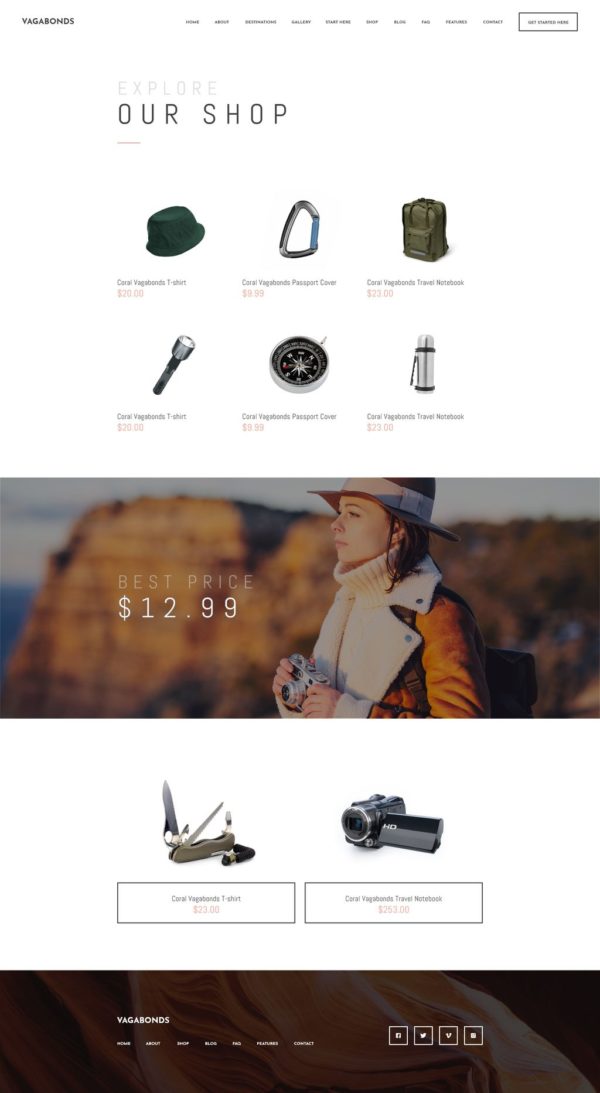 VAGABONDS
HOME ABOUT DESTINATIONS GALLERY START HERE SHOP BLOG FAQ FEATURES CONTACT GET STARTED HERE
EXPLORE
OUR SHOP
Coral Vagabonds T-shirt Coral Vagabonds Passport Cover Coral Vagabonds Travel Notebook
$20.00 $9.99 $23.00
Coral Vagabonds T-shirt Coral Vagabonds Passport Cover Coral Vagabonds Travel Notebook
$20.00 $9.99 $23.00
BEST PRICE
$12.99
HD
Coral Vagabonds T-shirt Coral Vagabonds Travel Notebook
$23.00 $253.00
VAGABONDS
HOME ABOUT SHOP BLOG FAQ FEATURES CONTACT